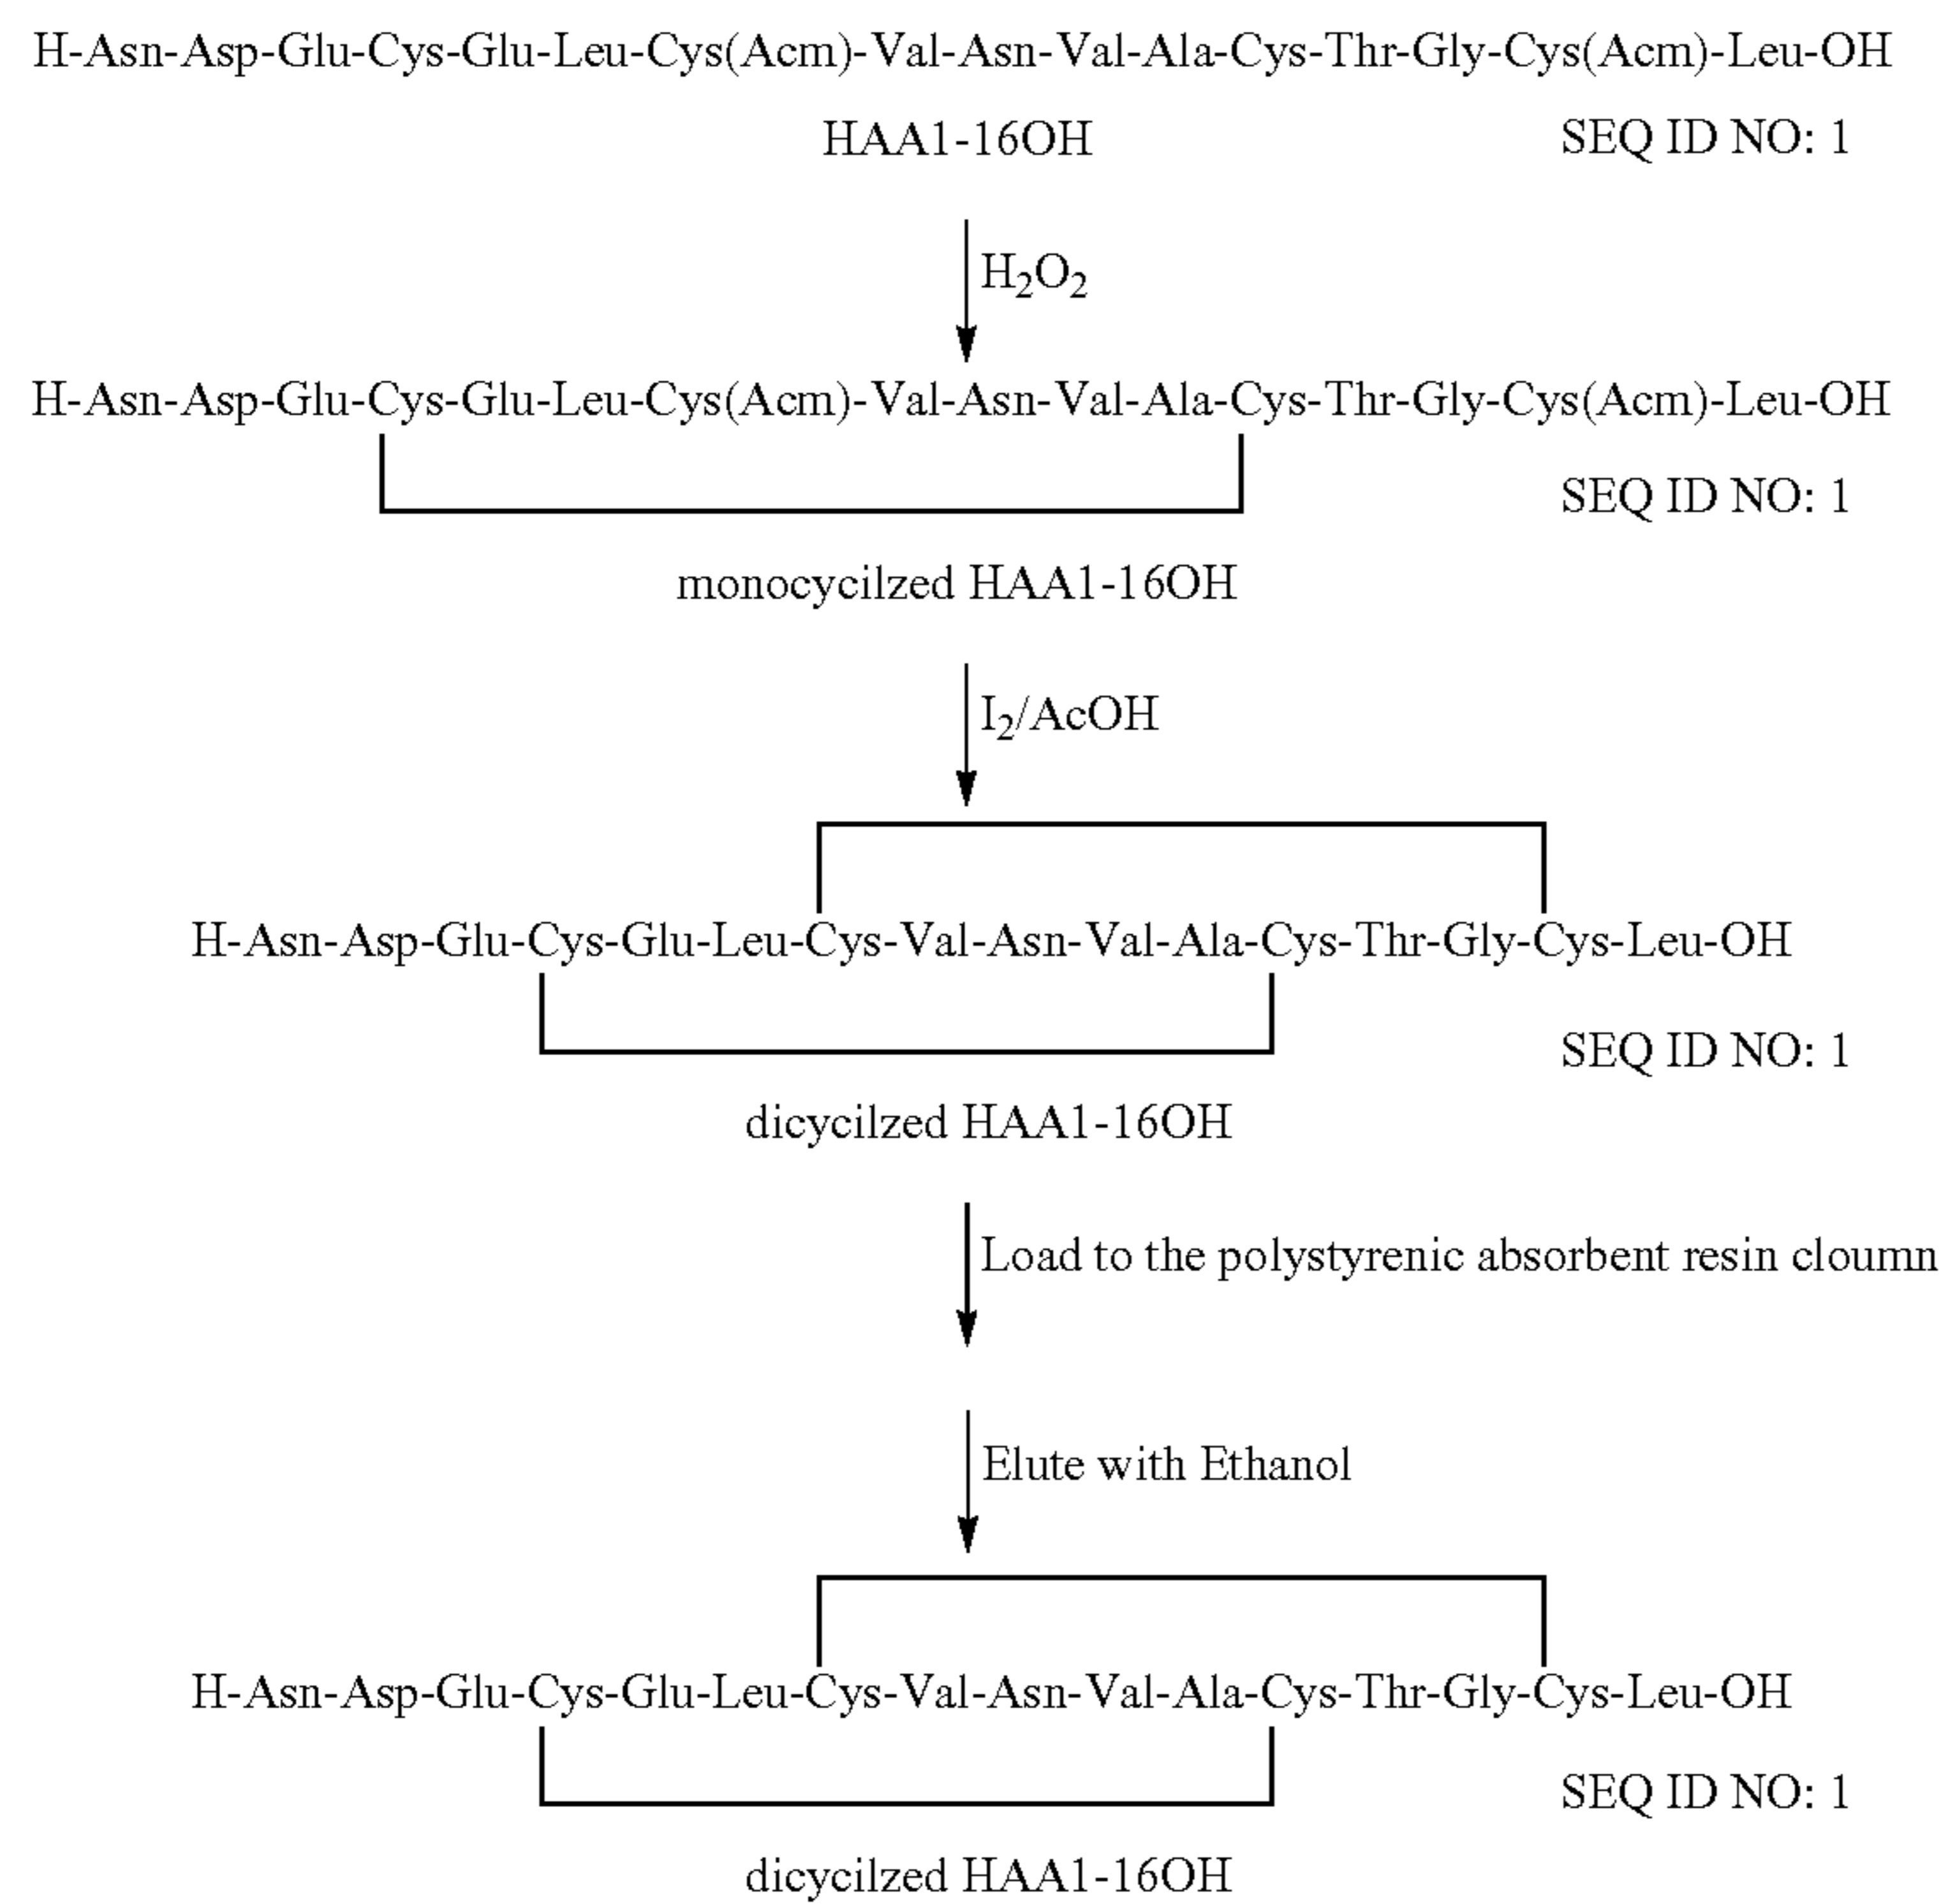 H-Asn-Asp-Glu-Cys-Glu-Leu-Cys(Acm)-Val-Asn-Val-Ala-Cys-Thr-Gly-Cys(Acm)-Leu-OH
HAA1-16OH SEQ ID NO: 1
H₂O₂
H-Asn-Asp-Glu-Cys-Glu-Leu-Cys(Acm)-Val-Asn-Val-Ala-Cys-Thr-Gly-Cys(Acm)-Leu-OH
SEQ ID NO: 1
monocycilzed HAA1-16OH
I₂/AcOH
H-Asn-Asp-Glu-Cys-Glu-Leu-Cys-Val-Asn-Val-Ala-Cys-Thr-Gly-Cys-Leu-OH
SEQ ID NO: 1
dicycilzed HAA1-16OH
Load to the polystyrenic absorbent resin cloumn
Elute with Ethanol
H-Asn-Asp-Glu-Cys-Glu-Leu-Cys-Val-Asn-Val-Ala-Cys-Thr-Gly-Cys-Leu-OH
SEQ ID NO: 1
dicycilzed HAA1-16OH